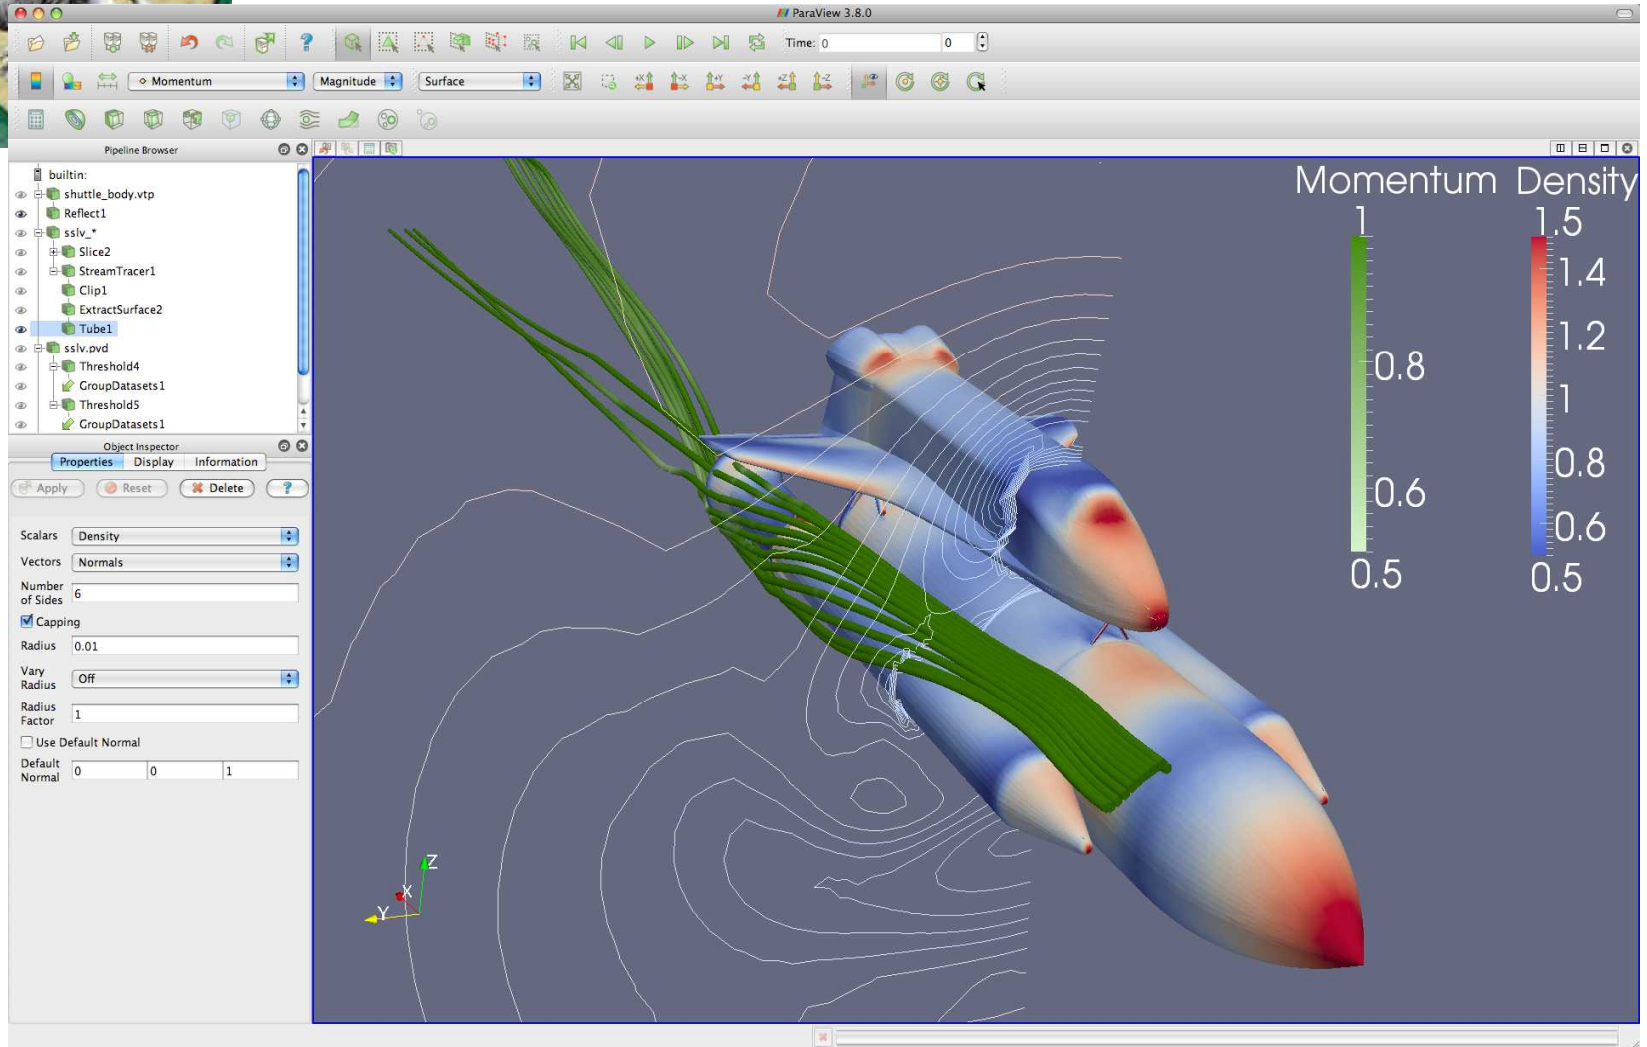 ParaView 3.8.0
Time: 0 0
Momentum Magnitude Surface
Pipeline Browser
builtin:
shuttle_body.vtp
Reflect1
sslv_*
Slice2
StreamTracer1
Clip1
ExtractSurface2
Tube1
sslv.pvd
Threshold4
GroupDatasets1
Threshold5
GroupDatasets1
Object Inspector
Properties Display Information
Apply Reset Delete ?
Scalars Density
Vectors Normals
Number
of Sides 6
Capping
Radius 0.01
Vary
Radius Off
Radius
Factor 1
Use Default Normal
Default
Normal 0 0 1
Momentum Density
1 1.5
1.4
1.2
0.8
1
0.8
0.6
0.6
0.5 0.5
Z
X
Y